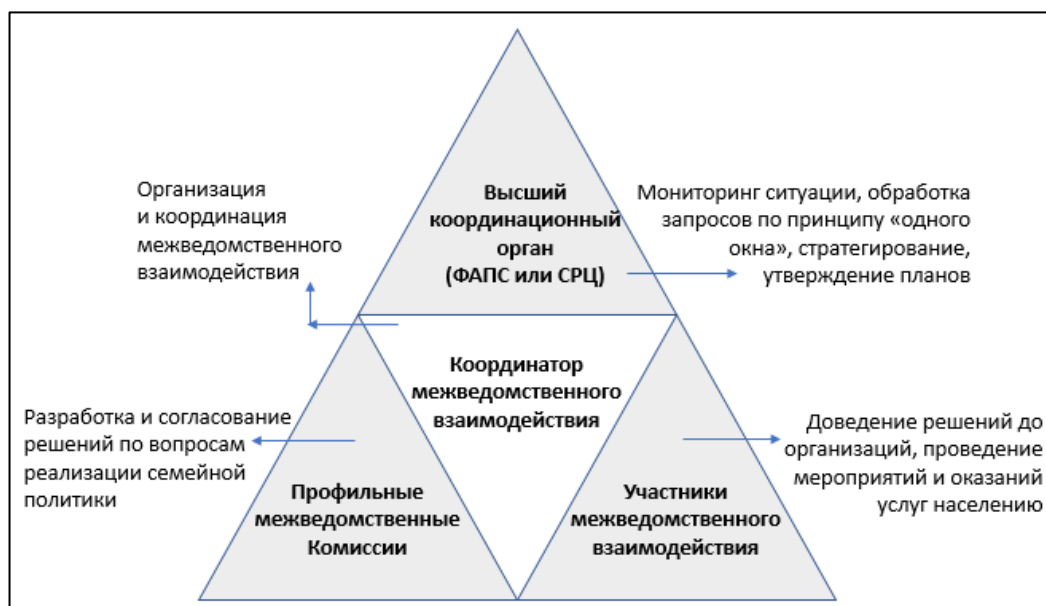 Высший
координационный
орган
(ФАПС или СРЦ)
Организация
и координация
межведомственного
взаимодействия
Мониторинг ситуации, обработка
запросов по принципу «одного
окна», стратегирование,
утверждение планов
Координатор
межведомственного
взаимодействия
Разработка и согласование
решений по вопросам
реализации семейной
политики
Доведение решений до
организаций, проведение
мероприятий и оказаний
услуг населению
Профильные
межведомственные
Комиссии
Участники
межведомственного
взаимодействия